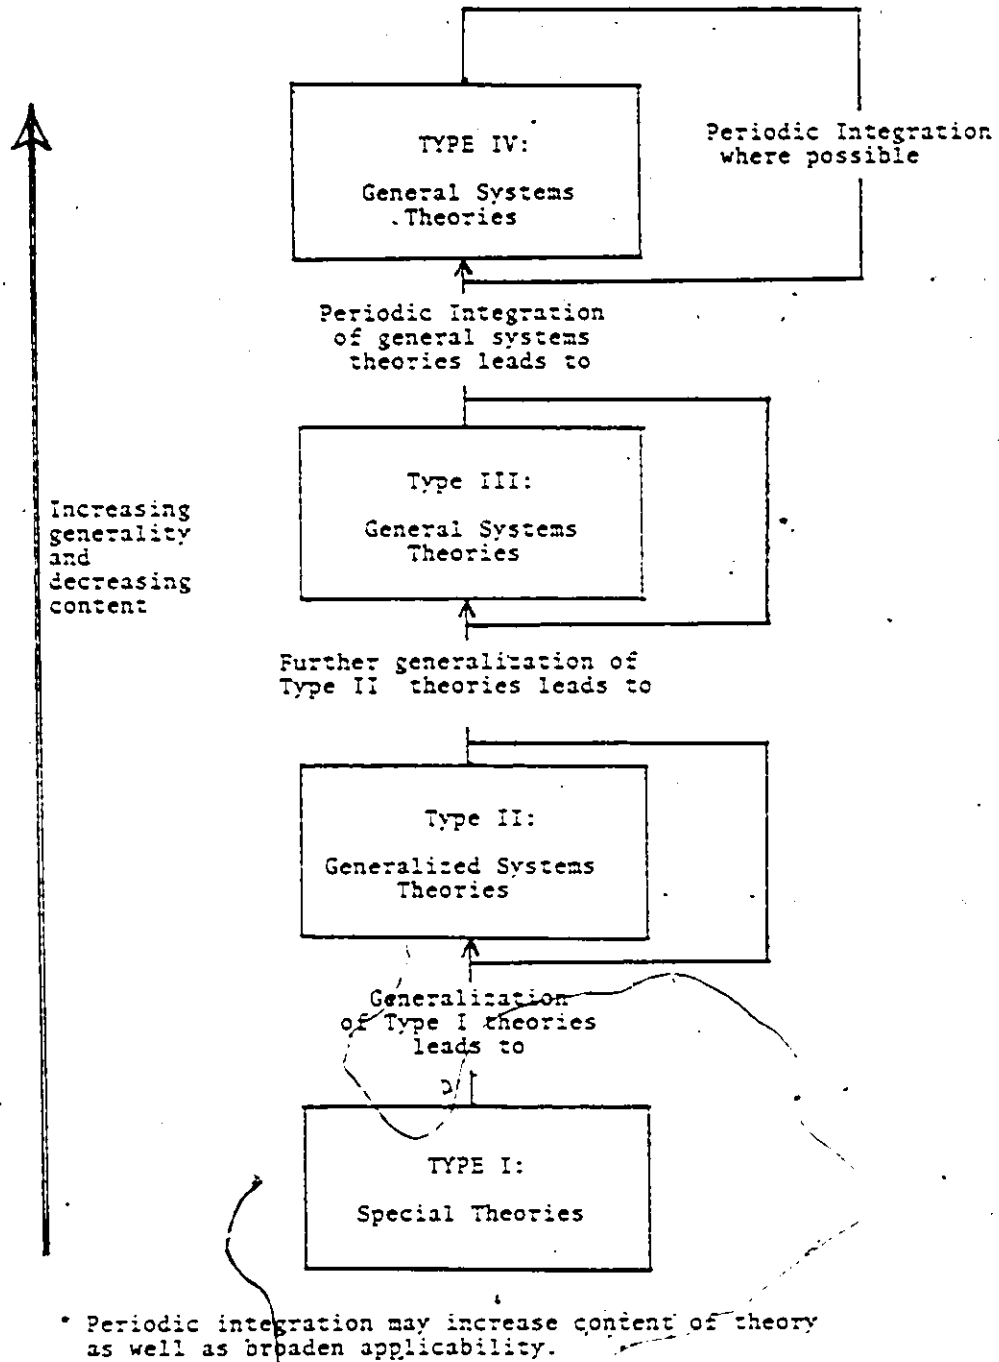 TYPE IV:
General Systems
Theories
Periodic Integration
where possible
Periodic Integration
of general systems
theories leads to
Type III:
General Systems
Theories
Increasing
generality
and
decreasing
content
Further generalization of
Type II theories leads to
Type II:
Generalized Systems
Theories
Generalization
of Type I theories
leads to
TYPE I:
Special Theories
* Periodic integration may increase content of theory
as well as broaden applicability.